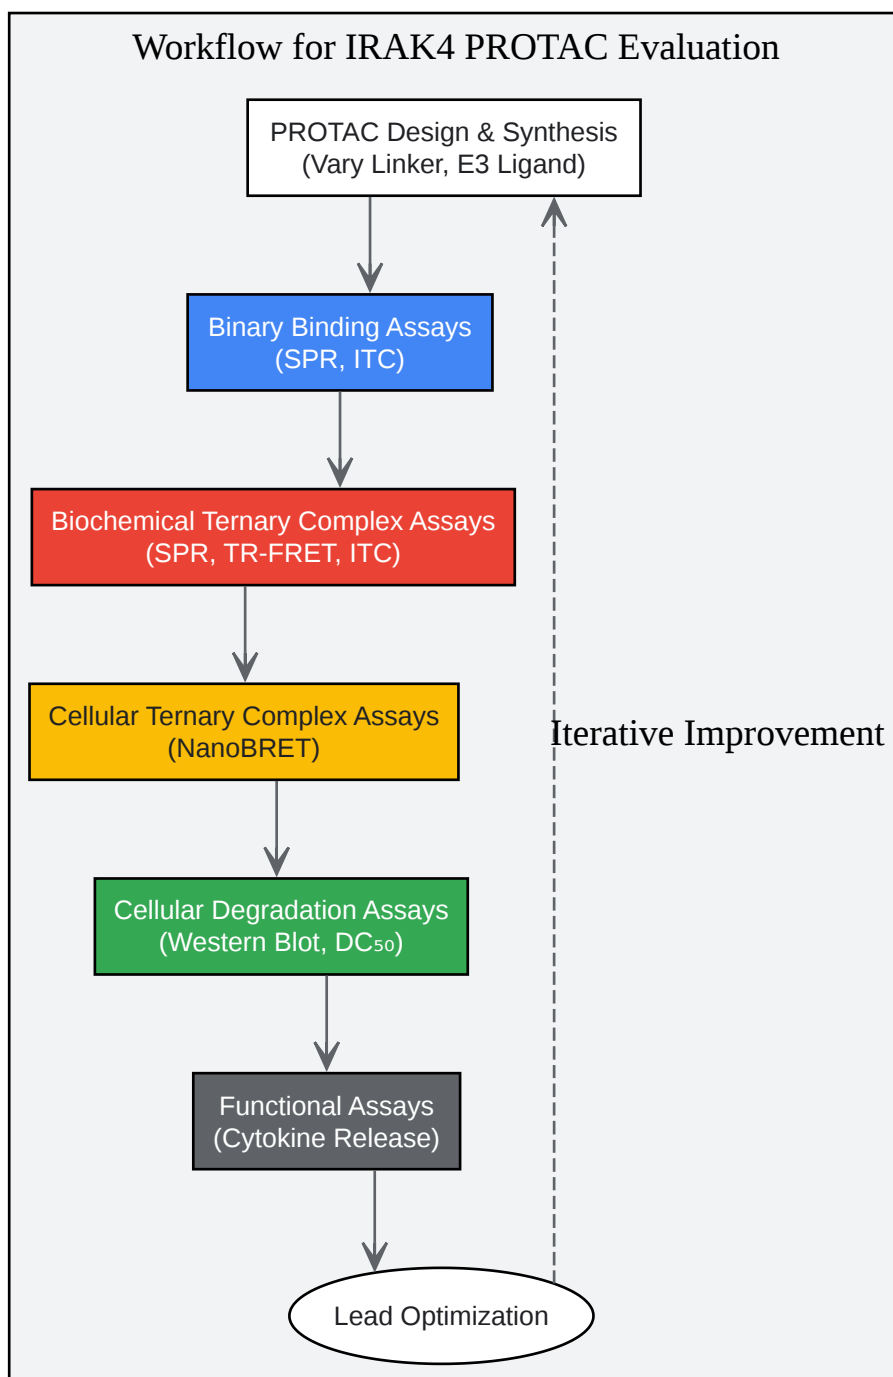 Workflow for IRAK4 PROTAC Evaluation
PROTAC Design & Synthesis
(Vary Linker, E3 Ligand)
Binary Binding Assays
(SPR, ITC)
Biochemical Ternary Complex Assays
(SPR, TR-FRET, ITC)
Cellular Ternary Complex Assays
(NanoBRET)
Iterative Improvement
Cellular Degradation Assays
(Western Blot, DC₅₀)
Functional Assays
(Cytokine Release)
Lead Optimization